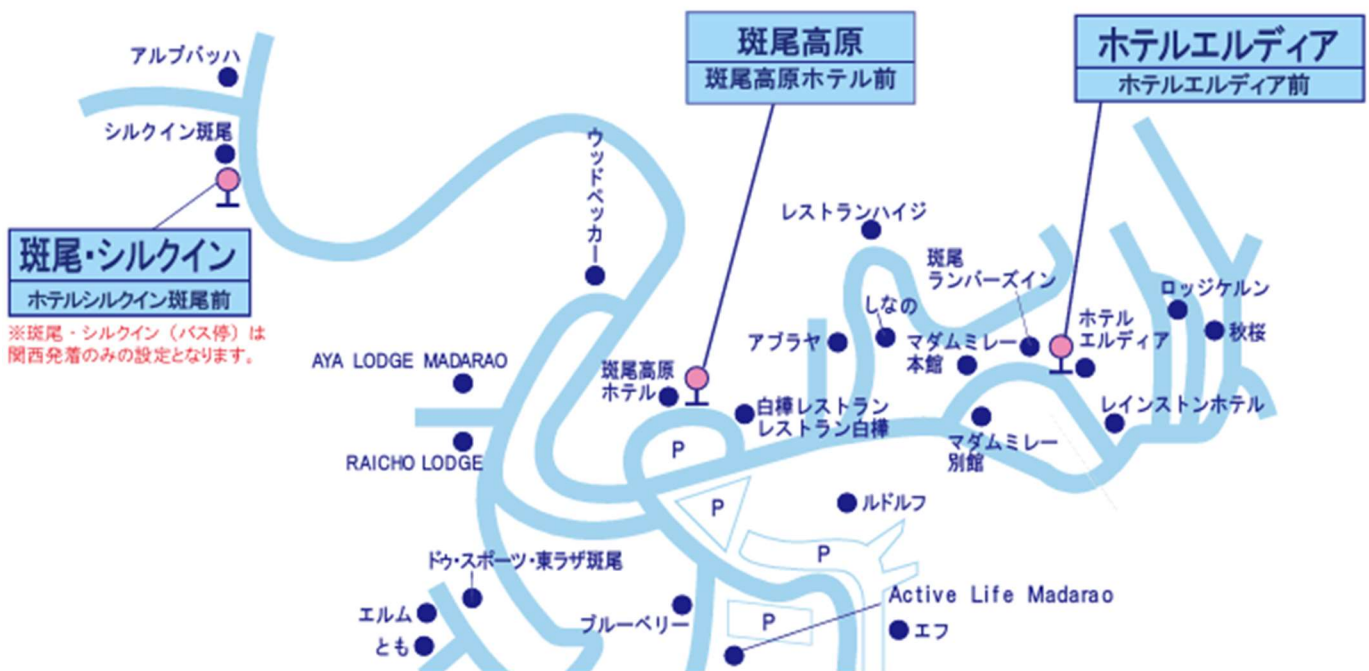 斑尾高原
斑尾高原ホテル前
ホテルエルディア
ホテルエルディア前
アルブバッハ
シルクイン斑尾
ウッドペッカー
斑尾・シルクイン
ホテルシルクイン斑尾前
※斑尾・シルクイン(バス停)は
関西発着のみの設定となります。
レストランハイジ
斑尾
ランバーズイン
しなの
アブラヤ
マダムミレー
本館
ホテル
エルディア
ロッジケルン
秋桜
AYA LODGE MADARAO
斑尾高原
ホテル
白樺レストラン
レストラン白樺
レインストンホテル
マダムミレー
別館
RAICHO LODGE
P
P
ルドルフ
P
ドゥ・スポーツ・東ラザ斑尾
Active Life Madarao
エルム
とも
ブルーベリー
P
エフ